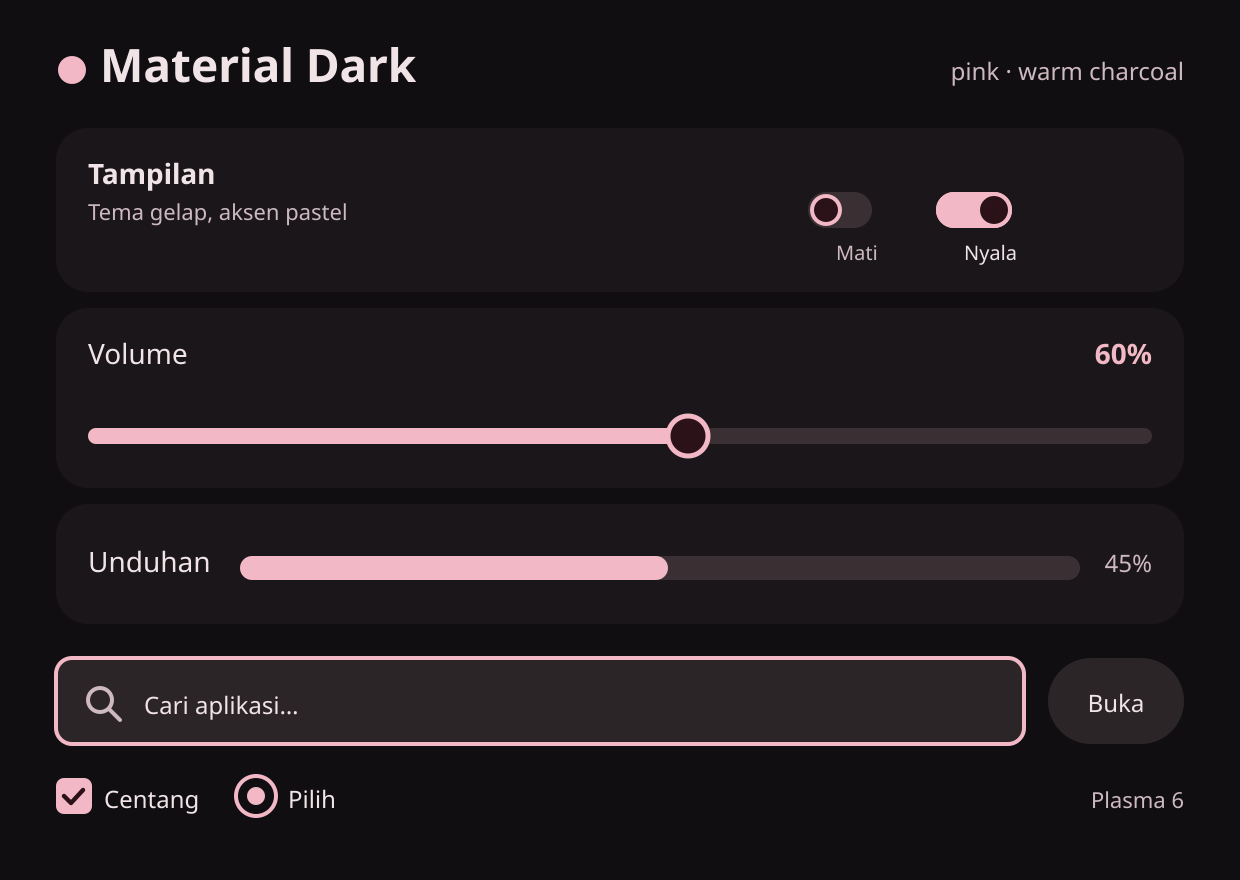 Material Dark
pink · warm charcoal
Tampilan
Tema gelap, aksen pastel
Mati
Nyala
Volume
60%
Unduhan
45%
Cari aplikasi...
Buka
Centang
Pilih
Plasma 6